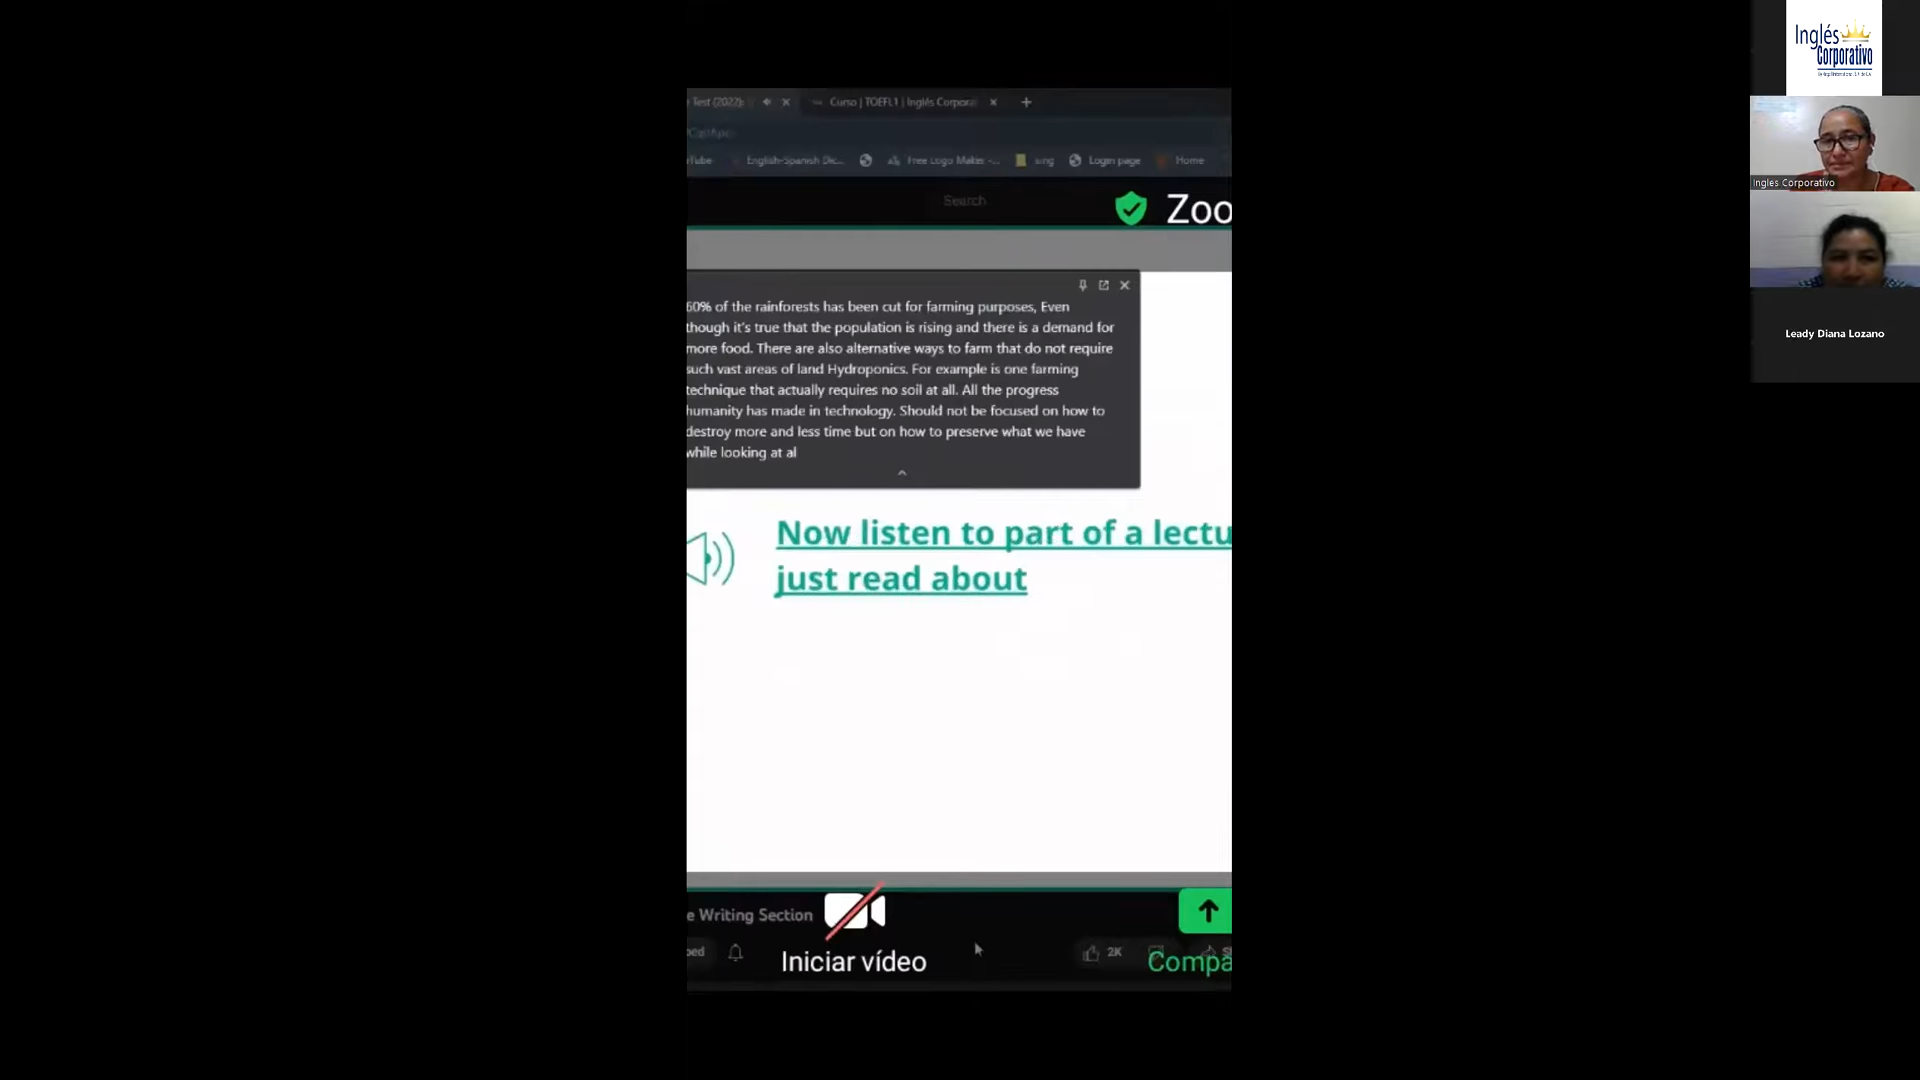 Test (2022):
Curso | TOEFL1 | Inglés Corpora
English-Spanish Dic...
Free Logo Maker -...
Login page
Home
Search
Zoo
60% of the rainforests has been cut for farming purposes, Even
though it's true that the population is rising and there is a demand for
more food. There are also alternative ways to farm that do not require
such vast areas of land Hydroponics. For example is one farming
technique that actually requires no soil at all. All the progress
humanity has made in technology. Should not be focused on how to
destroy more and less time but on how to preserve what we have
while looking at al
Now listen to part of a lectu
just read about
e Writing Section
Iniciar vídeo
2K
Compa
Inglés
Corporativo
Ingles Corporativo
Leady Diana Lozano